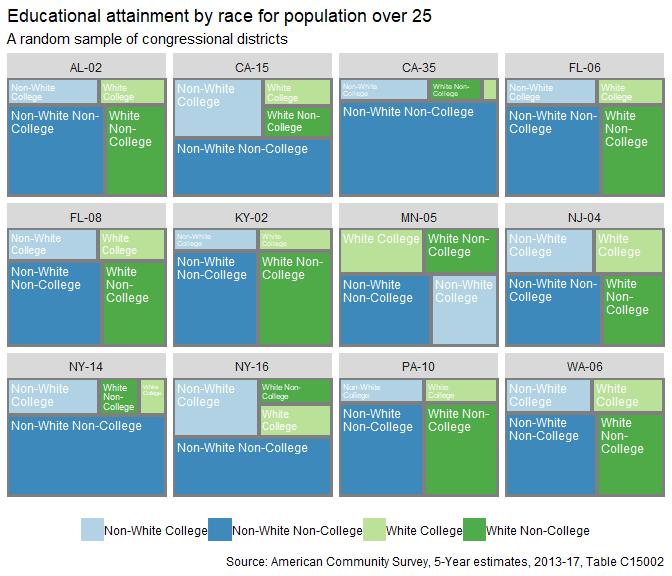 Educational attainment by race for population over 25
A random sample of congressional districts
AL-02
Non-White
College
White
College
Non-White Non-
College
White
Non-
College
CA-15
Non-White
College
White
College
White Non-
College
Non-White Non-College
CA-35
Non-White
College
White Non-
College
Non-White Non-College
FL-06
Non-White
College
White
College
Non-White
Non-College
White
Non-
College
FL-08
Non-White
College
White
College
Non-White
Non-College
White
Non-
College
KY-02
Non-White
College
White
College
Non-White
Non-College
White Non-
College
MN-05
White College
White Non-
College
Non-White
Non-College
Non-White
College
NJ-04
Non-White
College
White
College
Non-White Non-
College
White
Non-
College
NY-14
Non-White
College
White
Non-
College
White
College
Non-White Non-College
NY-16
Non-White
College
White Non-
College
White
College
Non-White Non-College
PA-10
Non-White
College
White
College
Non-White
Non-College
White Non-
College
WA-06
Non-White
College
White
College
Non-White
Non-College
White
Non-
College
Non-White College Non-White Non-College White College White Non-College
Source: American Community Survey, 5-Year estimates, 2013-17, Table C15002